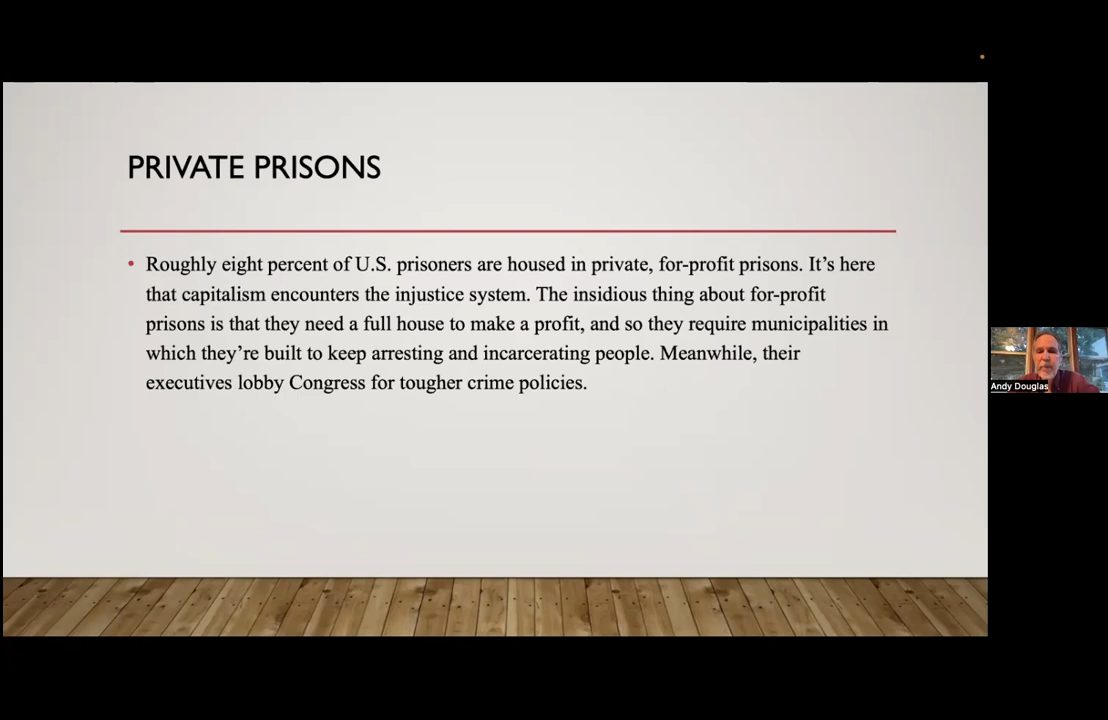 PRIVATE PRISONS
• Roughly eight percent of U.S. prisoners are housed in private, for-profit prisons. It’s here
that capitalism encounters the injustice system. The insidious thing about for-profit
prisons is that they need a full house to make a profit, and so they require municipalities in
which they’re built to keep arresting and incarcerating people. Meanwhile, their
executives lobby Congress for tougher crime policies.
Andy Douglas